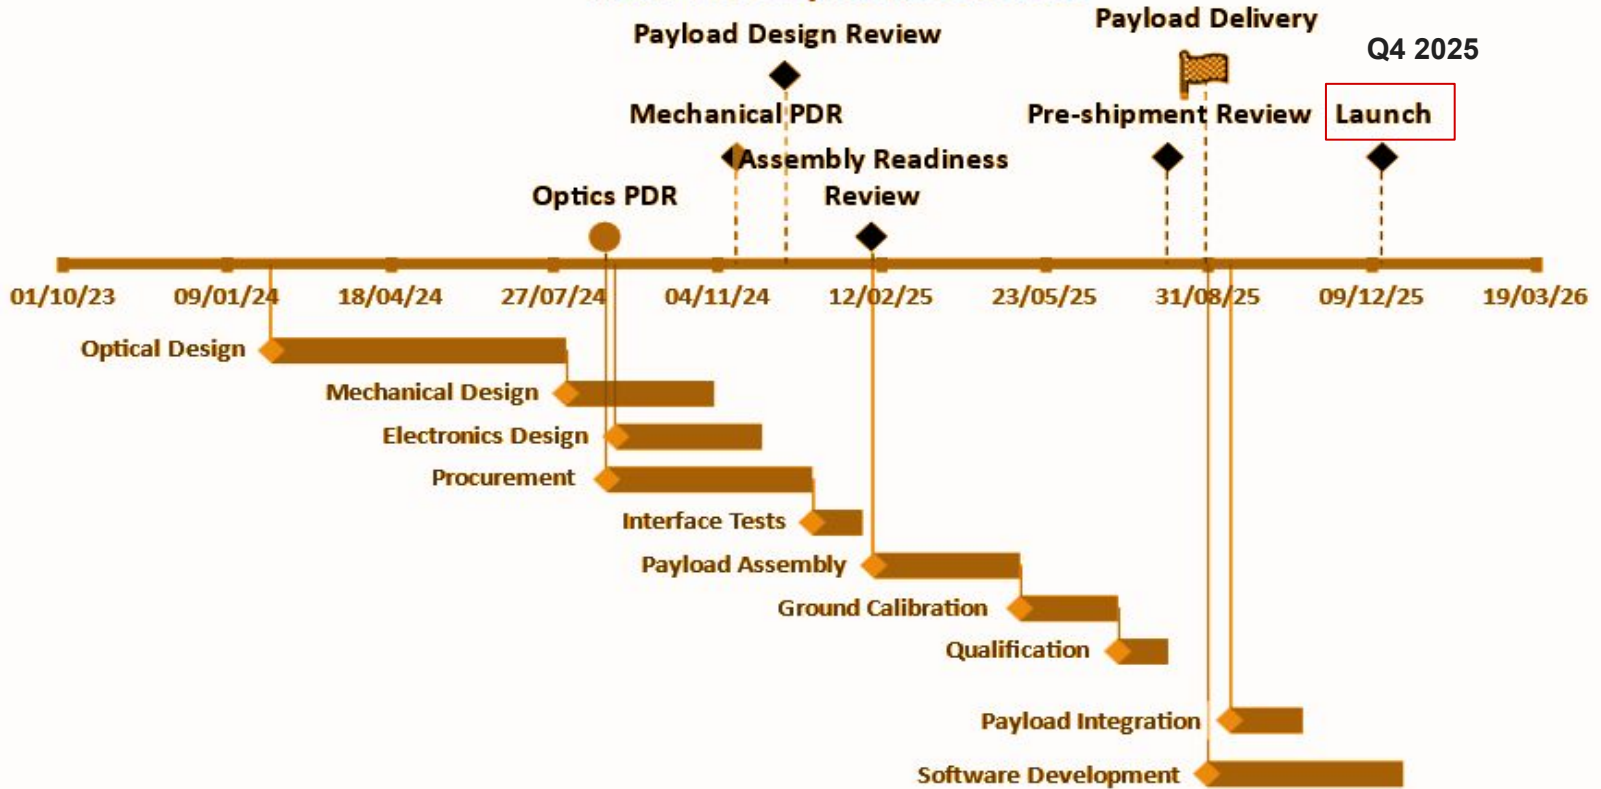 Payload Delivery
Payload Design Review
Q4 2025
Mechanical PDR
Pre-shipment Review
Launch
Assembly Readiness
Review
Optics PDR
01/10/23
09/01/24
18/04/24
27/07/24
04/11/24
12/02/25
23/05/25
31/08/25
09/12/25
19/03/26
Optical Design
Mechanical Design
Electronics Design
Procurement
Interface Tests
Payload Assembly
Ground Calibration
Qualification
Payload Integration
Software Development